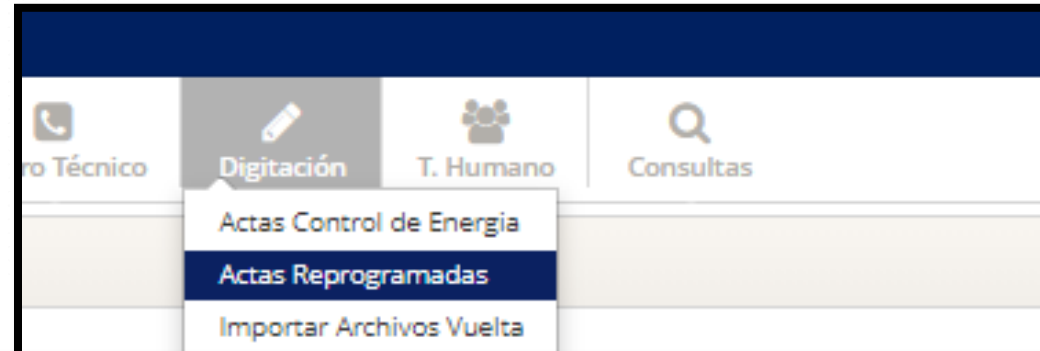 ro Técnico
Digitación
T. Humano
Consultas
Actas Control de Energia
Actas Reprogramadas
Importar Archivos Vuelta